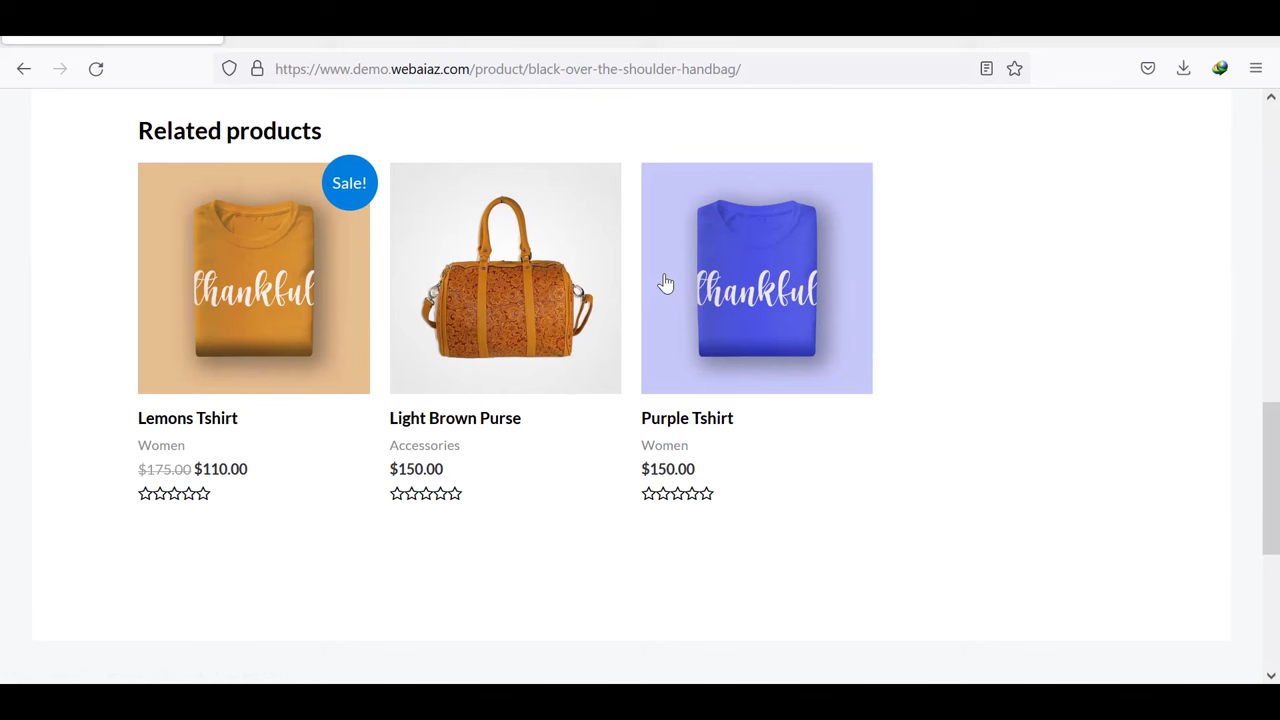 https://www.demo.webaiaz.com/product/black-over-the-shoulder-handbag/
Related products
Sale!
thankful
thankful
Lemons Tshirt
Women
$175.00 $110.00
Light Brown Purse
Accessories
$150.00
Purple Tshirt
Women
$150.00